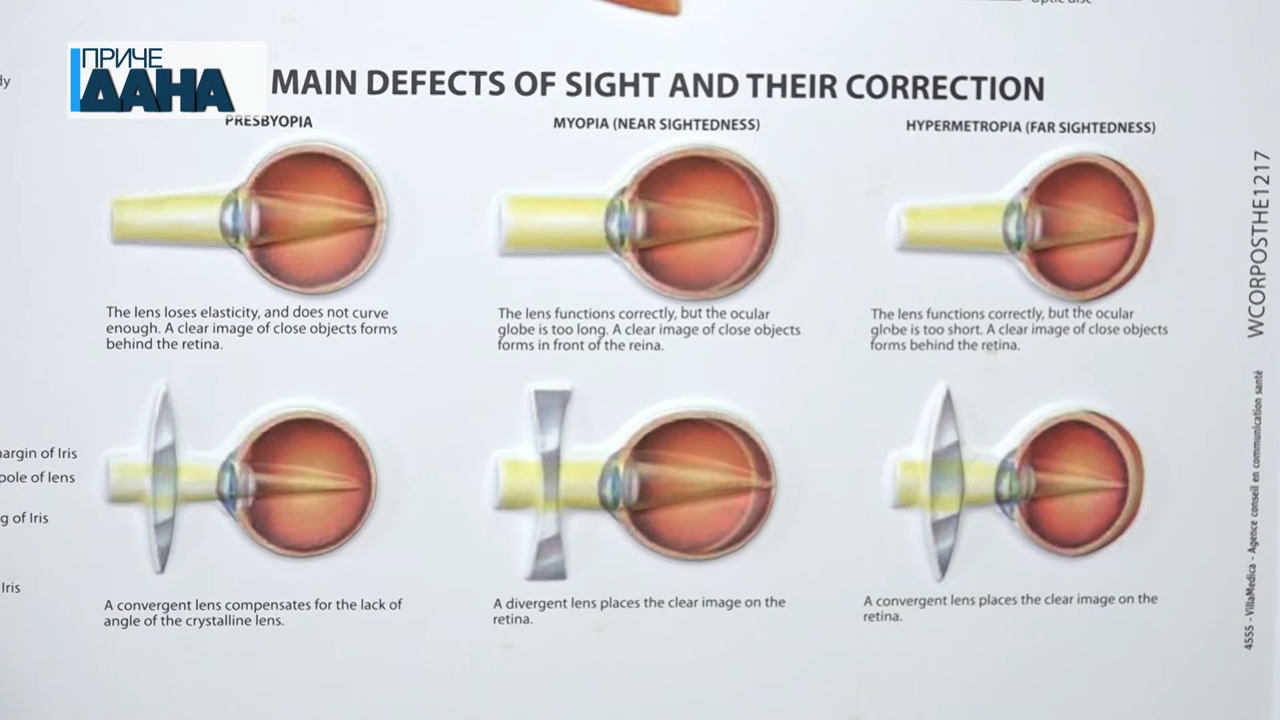 Optic disc
ПРИЧЕ
ДАНА
MAIN DEFECTS OF SIGHT AND THEIR CORRECTION
PRESBYOPIA
MYOPIA (NEAR SIGHTEDNESS)
HYPERMETROPIA (FAR SIGHTEDNESS)
The lens loses elasticity, and does not curve
enough. A clear image of close objects forms
behind the retina.
The lens functions correctly, but the ocular
globe is too long. A clear image of close objects
forms in front of the reina.
The lens functions correctly, but the ocular
globe is too short. A clear image of close objects
forms behind the retina.
of Iris
pole of lens
of Iris
Iris
A convergent lens compensates for the lack of
angle of the crystalline lens.
A divergent lens places the clear image on the
retina.
A convergent lens places the clear image on the
retina.
WCORPOSTHE1217
4555 - VillaMedica - Agence conseil en communication santé